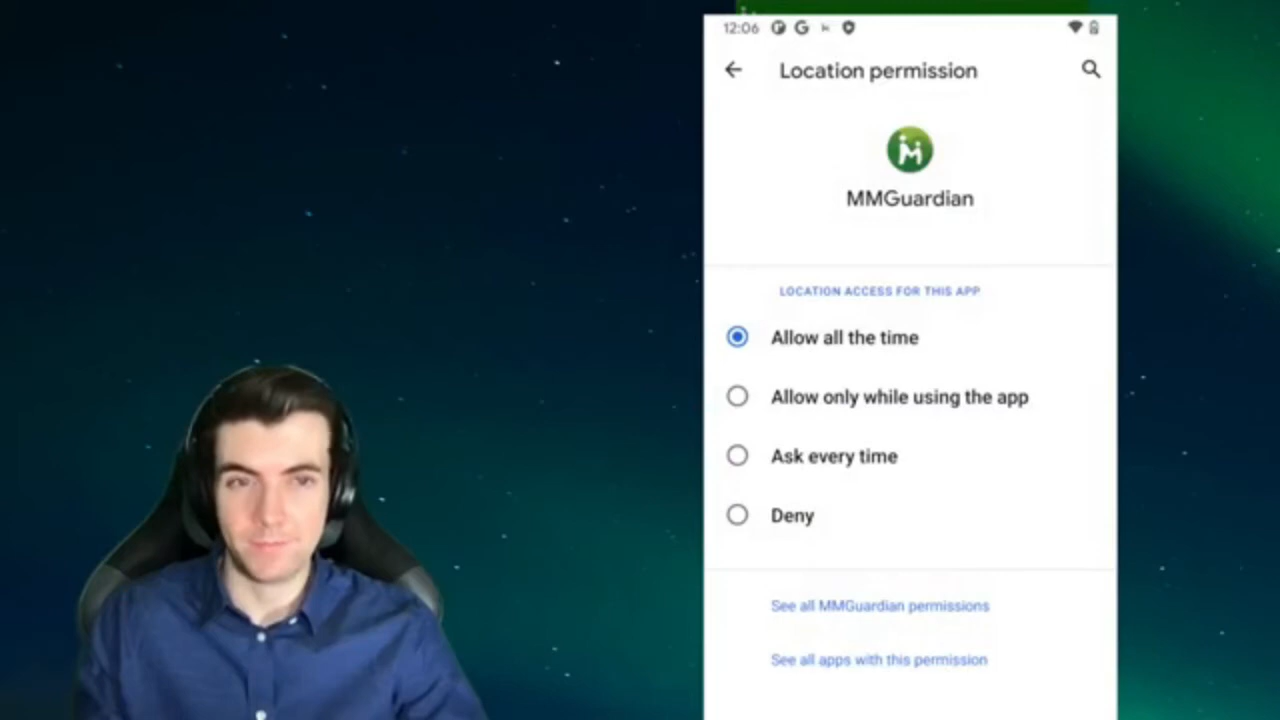 12:06
Location permission
MMGuardian
LOCATION ACCESS FOR THIS APP
Allow all the time
Allow only while using the app
Ask every time
Deny
See all MMGuardian permissions
See all apps with this permission